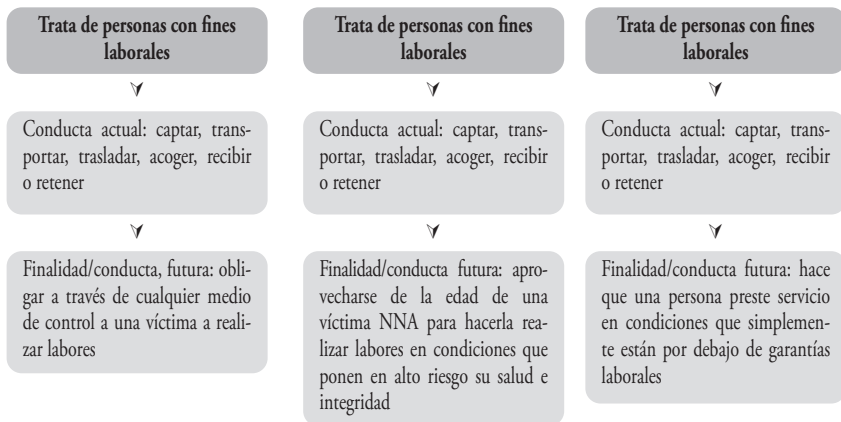 Trata de personas con fines
laborales
Conducta actual: captar, trans-
portar, trasladar, acoger, recibir
o retener
Finalidad/conducta, futura: obli-
gar a través de cualquier medio
de control a una víctima a reali-
zar labores
Trata de personas con fines
laborales
Conducta actual: captar, trans-
portar, trasladar, acoger, recibir
o retener
Finalidad/conducta futura: apro-
vecharse de la edad de una
víctima NNA para hacerla rea-
lizar labores en condiciones que
ponen en alto riesgo su salud e
integridad
Trata de personas con fines
laborales
Conducta actual: captar, trans-
portar, trasladar, acoger, recibir
o retener
Finalidad/conducta futura: hace
que una persona preste servicio
en condiciones que simplemen-
te están por debajo de garantías
laborales